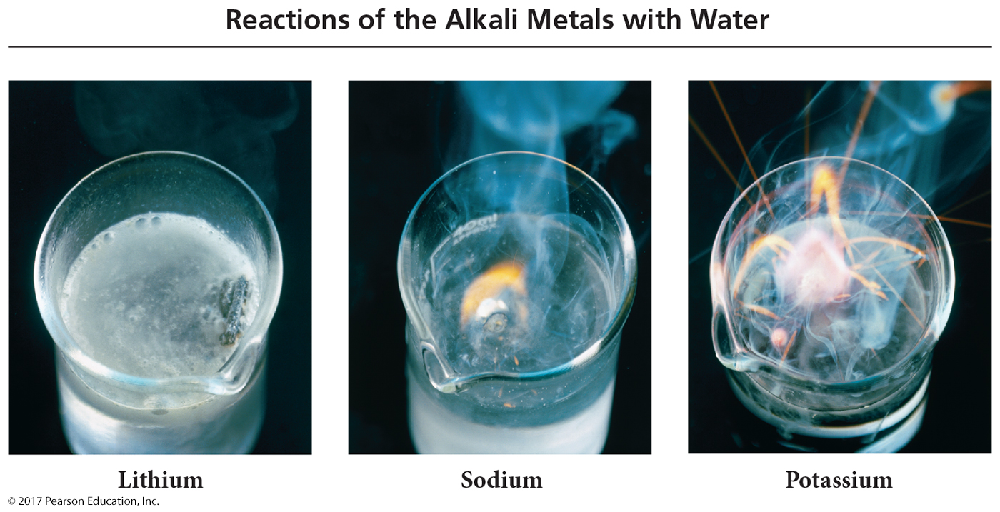 Reactions of the Alkali Metals with Water
Lithium
Sodium
Potassium
© 2017 Pearson Education, Inc.